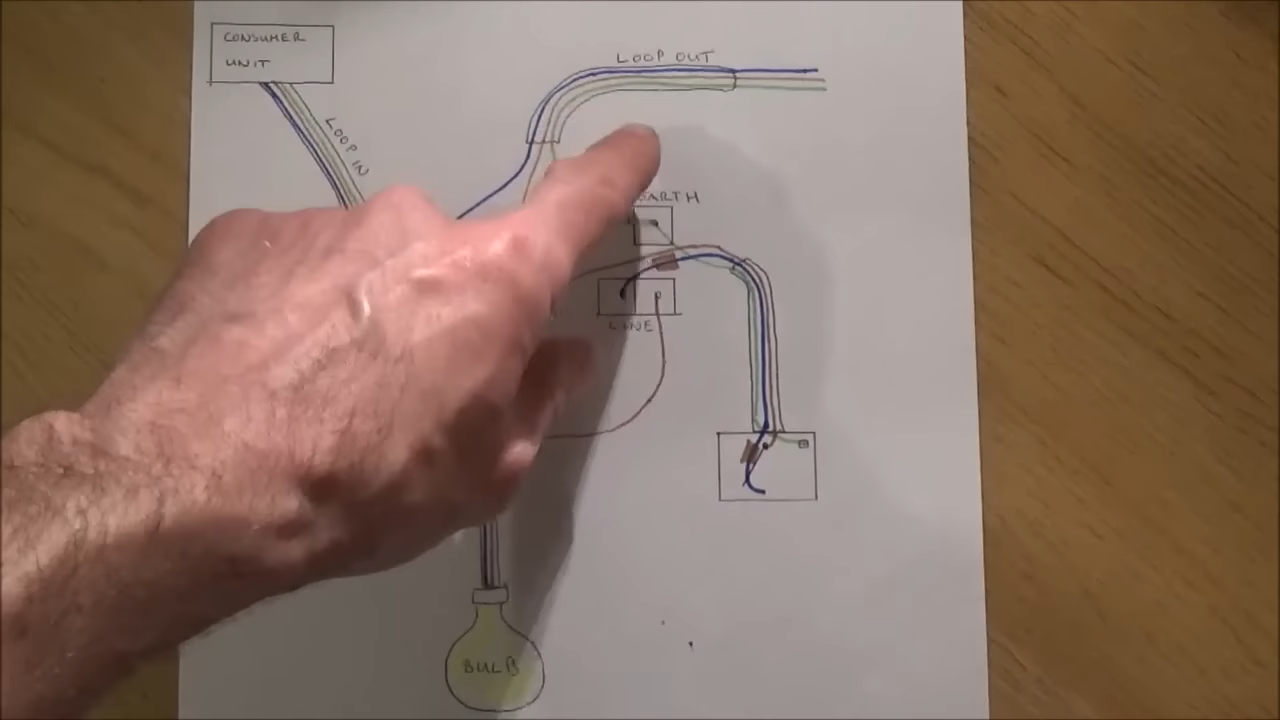 CONSUMER
UNIT
LOOP OUT
LOOP IN
EARTH
LINE
BULB